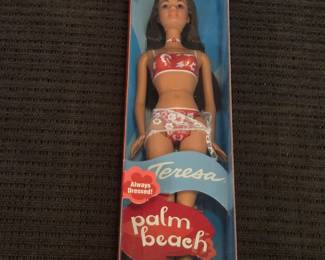 Teresa
Always
Dressed!
palm
beach